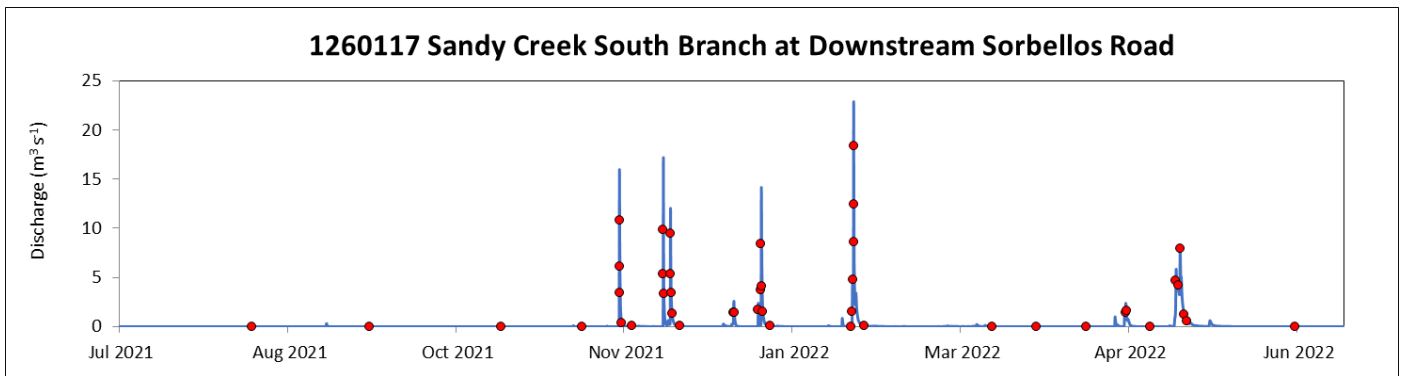 1260117 Sandy Creek South Branch at Downstream Sorbellos Road
25
20
15
10
5
0
Discharge (m³ s⁻¹)
Jul 2021 Aug 2021 Oct 2021 Nov 2021 Jan 2022 Mar 2022 Apr 2022 Jun 2022